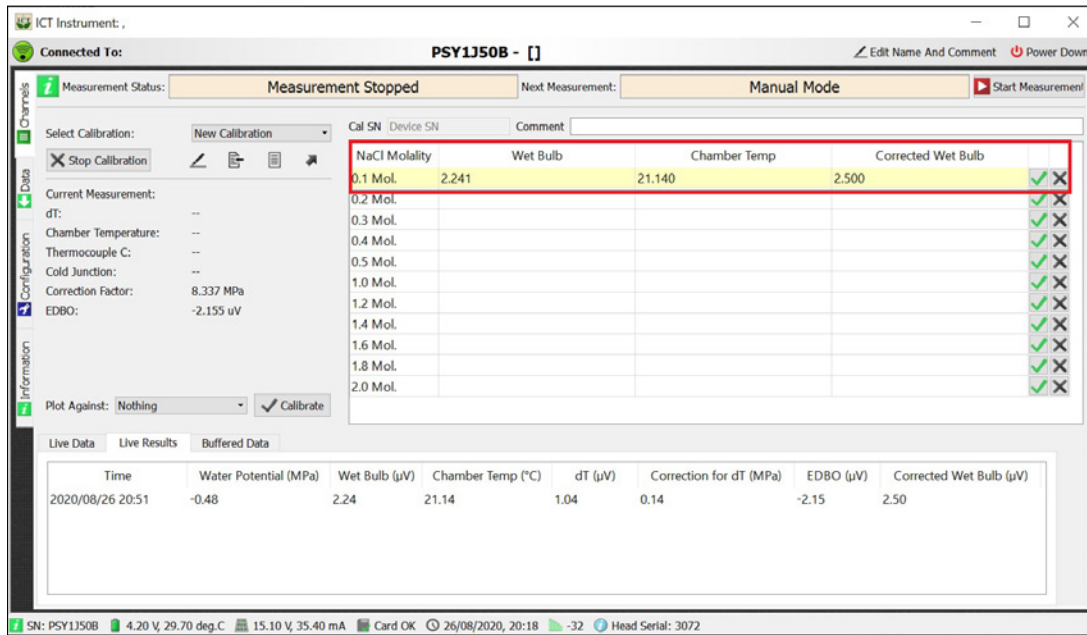 ICT Instrument: ,
Connected To: PSY1J50B - [] Edit Name And Comment Power Down
Measurement Status: Measurement Stopped Next Measurement: Manual Mode Start Measurement
Channels
Data
Configuration
Information
Select Calibration: New Calibration
Stop Calibration
Current Measurement:
dT: --
Chamber Temperature: --
Thermocouple C: --
Cold Junction: --
Correction Factor: 8.337 MPa
EDBO: -2.155 uV
Plot Against: Nothing Calibrate
Cal SN Device SN Comment
NaCl Molality Wet Bulb Chamber Temp Corrected Wet Bulb
0.1 Mol. 2.241 21.140 2.500
0.2 Mol.
0.3 Mol.
0.4 Mol.
0.5 Mol.
1.0 Mol.
1.2 Mol.
1.4 Mol.
1.6 Mol.
1.8 Mol.
2.0 Mol.
Live Data Live Results Buffered Data
Time Water Potential (MPa) Wet Bulb (µV) Chamber Temp (°C) dT (µV) Correction for dT (MPa) EDBO (µV) Corrected Wet Bulb (µV)
2020/08/26 20:51 -0.48 2.24 21.14 1.04 0.14 -2.15 2.50
SN: PSY1J50B 4.20 V, 29.70 deg.C 15.10 V, 35.40 mA Card OK 26/08/2020, 20:18 -32 Head Serial: 3072